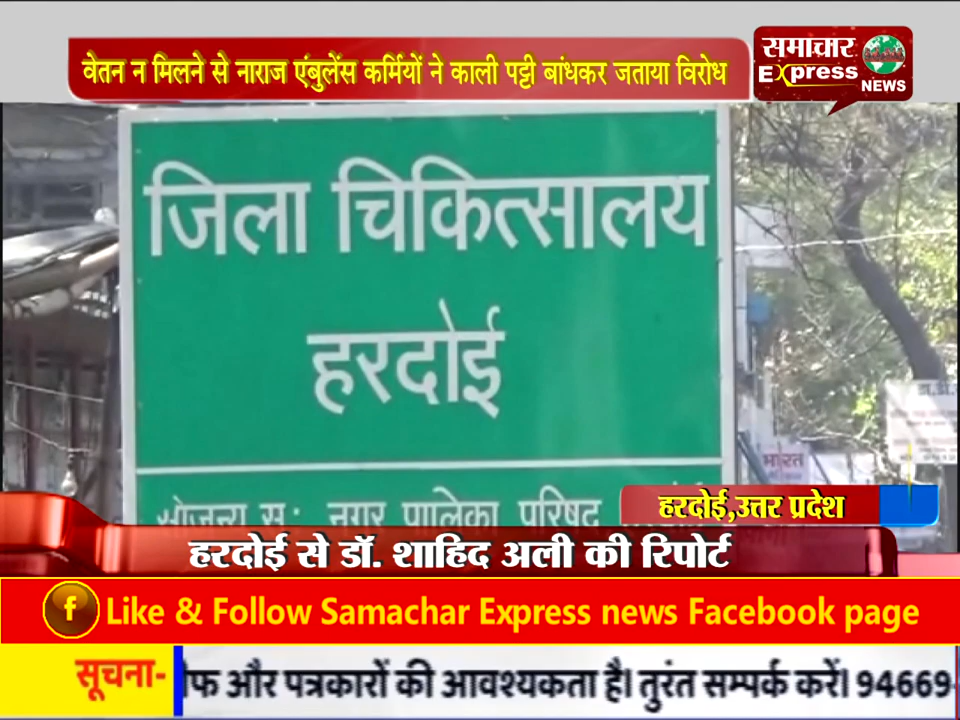 वेतन न मिलने से नाराज एंबुलेंस कर्मियों ने काली पट्टी बांधकर जताया विरोध
समाचार
Express
NEWS
जिला चिकित्सालय
हरदोई
नगर पालिका परिषद
भारत
हरदोई,उत्तर प्रदेश
हरदोई से डॉ. शाहिद अली की रिपोर्ट
f Like & Follow Samachar Express news Facebook page
सूचना- और पत्रकारों की आवश्यकता है। तुरंत सम्पर्क करें। 94669